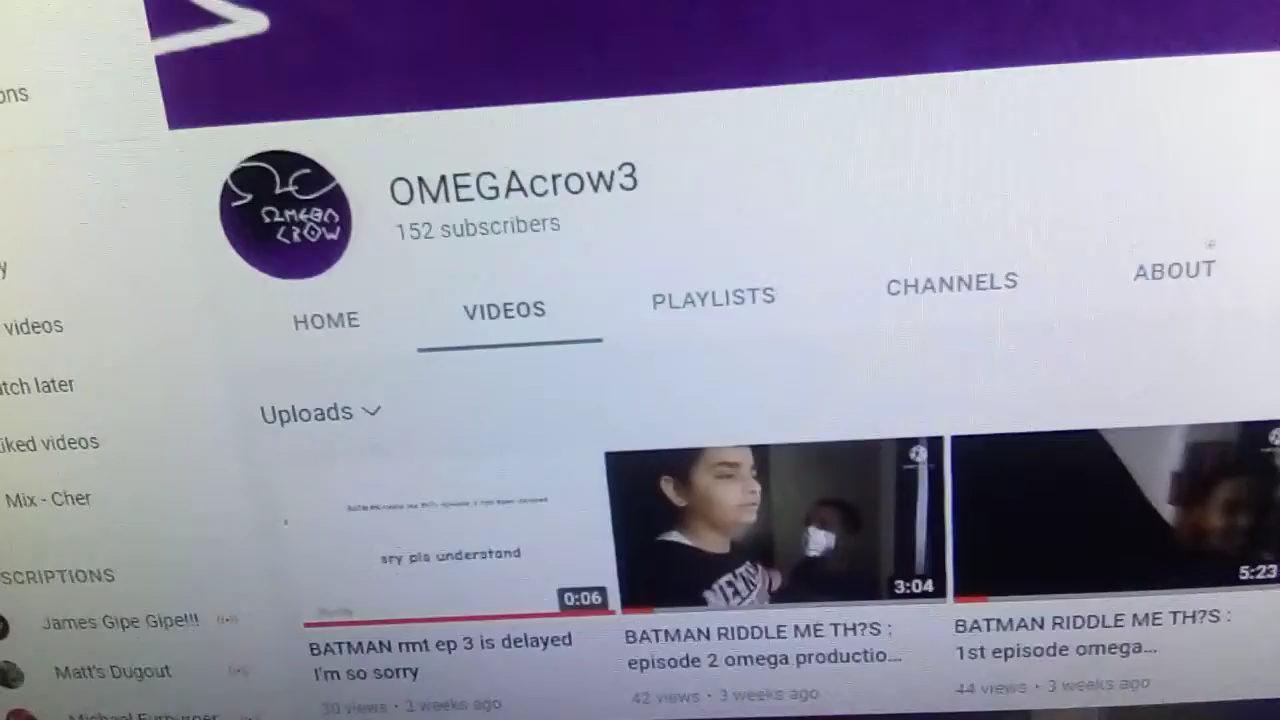 ons
OMEGAcrow3
152 subscribers
ΩMEGA
CROW
HOME
VIDEOS
PLAYLISTS
CHANNELS
ABOUT
y
videos
tch later
iked videos
Mix - Cher
SCRIPTIONS
James Gipe Gipe!!!
Matt's Dugout
Uploads
sry pls understand
0:06
3:04
5:23
BATMAN rmt ep 3 is delayed
I'm so sorry
30 views • 2 weeks ago
BATMAN RIDDLE ME TH?S :
episode 2 omega productio...
42 views • 3 weeks ago
BATMAN RIDDLE ME TH?S :
1st episode omega...
44 views • 3 weeks ago